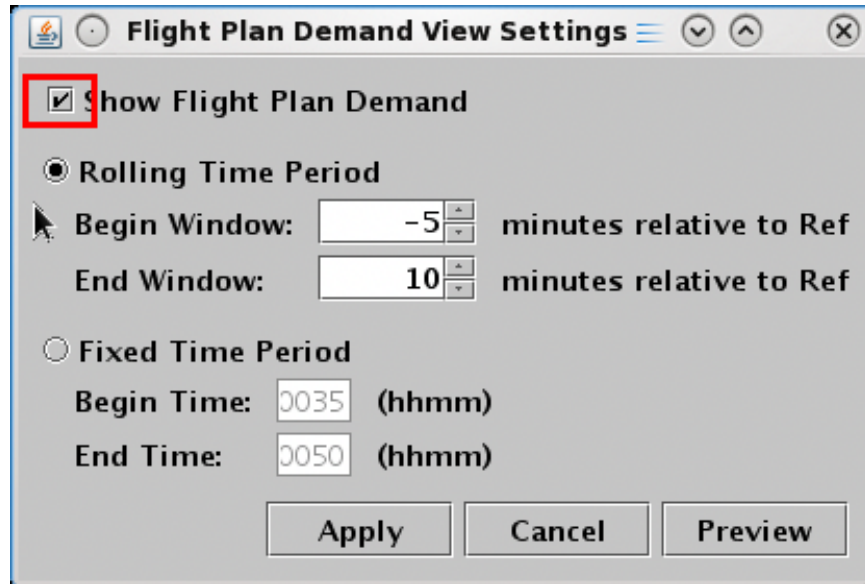 Flight Plan Demand View Settings
Show Flight Plan Demand
Rolling Time Period
Begin Window: -5 minutes relative to Ref
End Window: 10 minutes relative to Ref
Fixed Time Period
Begin Time: 0035 (hhmm)
End Time: 0050 (hhmm)
Apply Cancel Preview